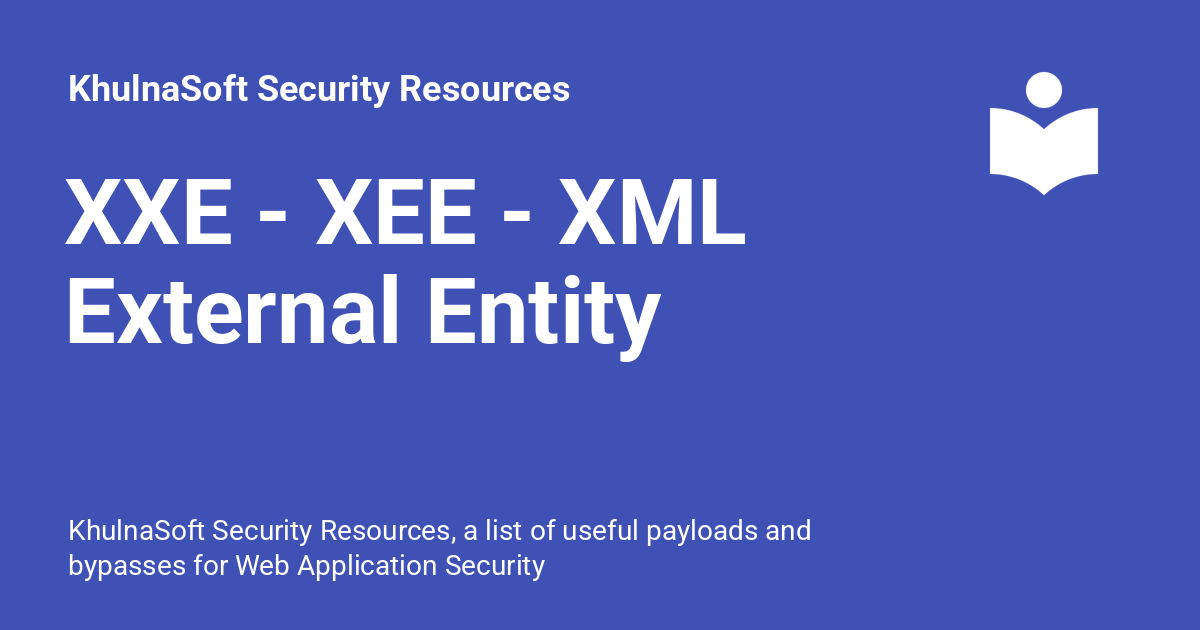 KhulnaSoft Security Resources
XXE - XEE - XML
External Entity
KhulnaSoft Security Resources, a list of useful payloads and
bypasses for Web Application Security